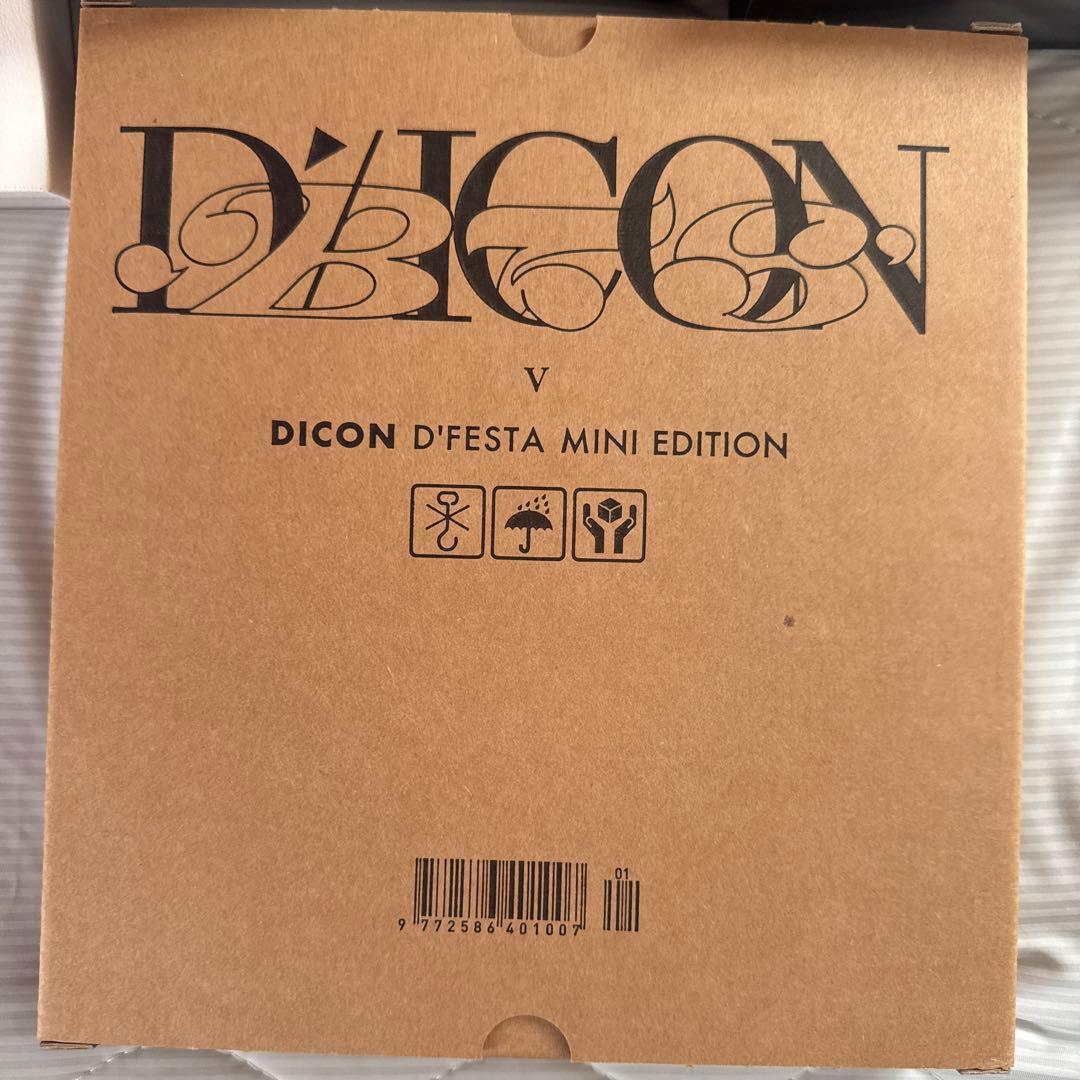 D'ICON
V
DICON D'FESTA MINI EDITION
01
9 772586 401007